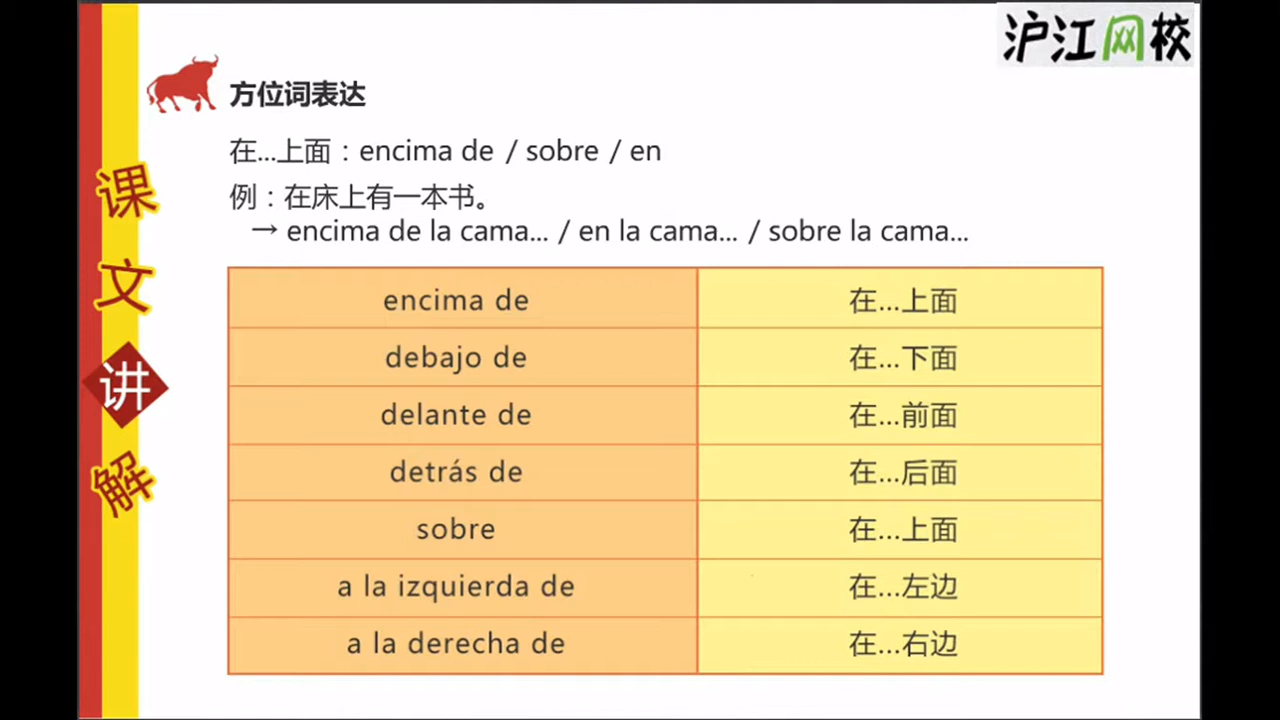 沪江网校
方位词表达
在...上面：encima de / sobre / en
例：在床上有一本书。
→ encima de la cama... / en la cama... / sobre la cama...
encima de 在...上面
debajo de 在...下面
delante de 在...前面
detrás de 在...后面
sobre 在...上面
a la izquierda de 在...左边
a la derecha de 在...右边
课文讲解